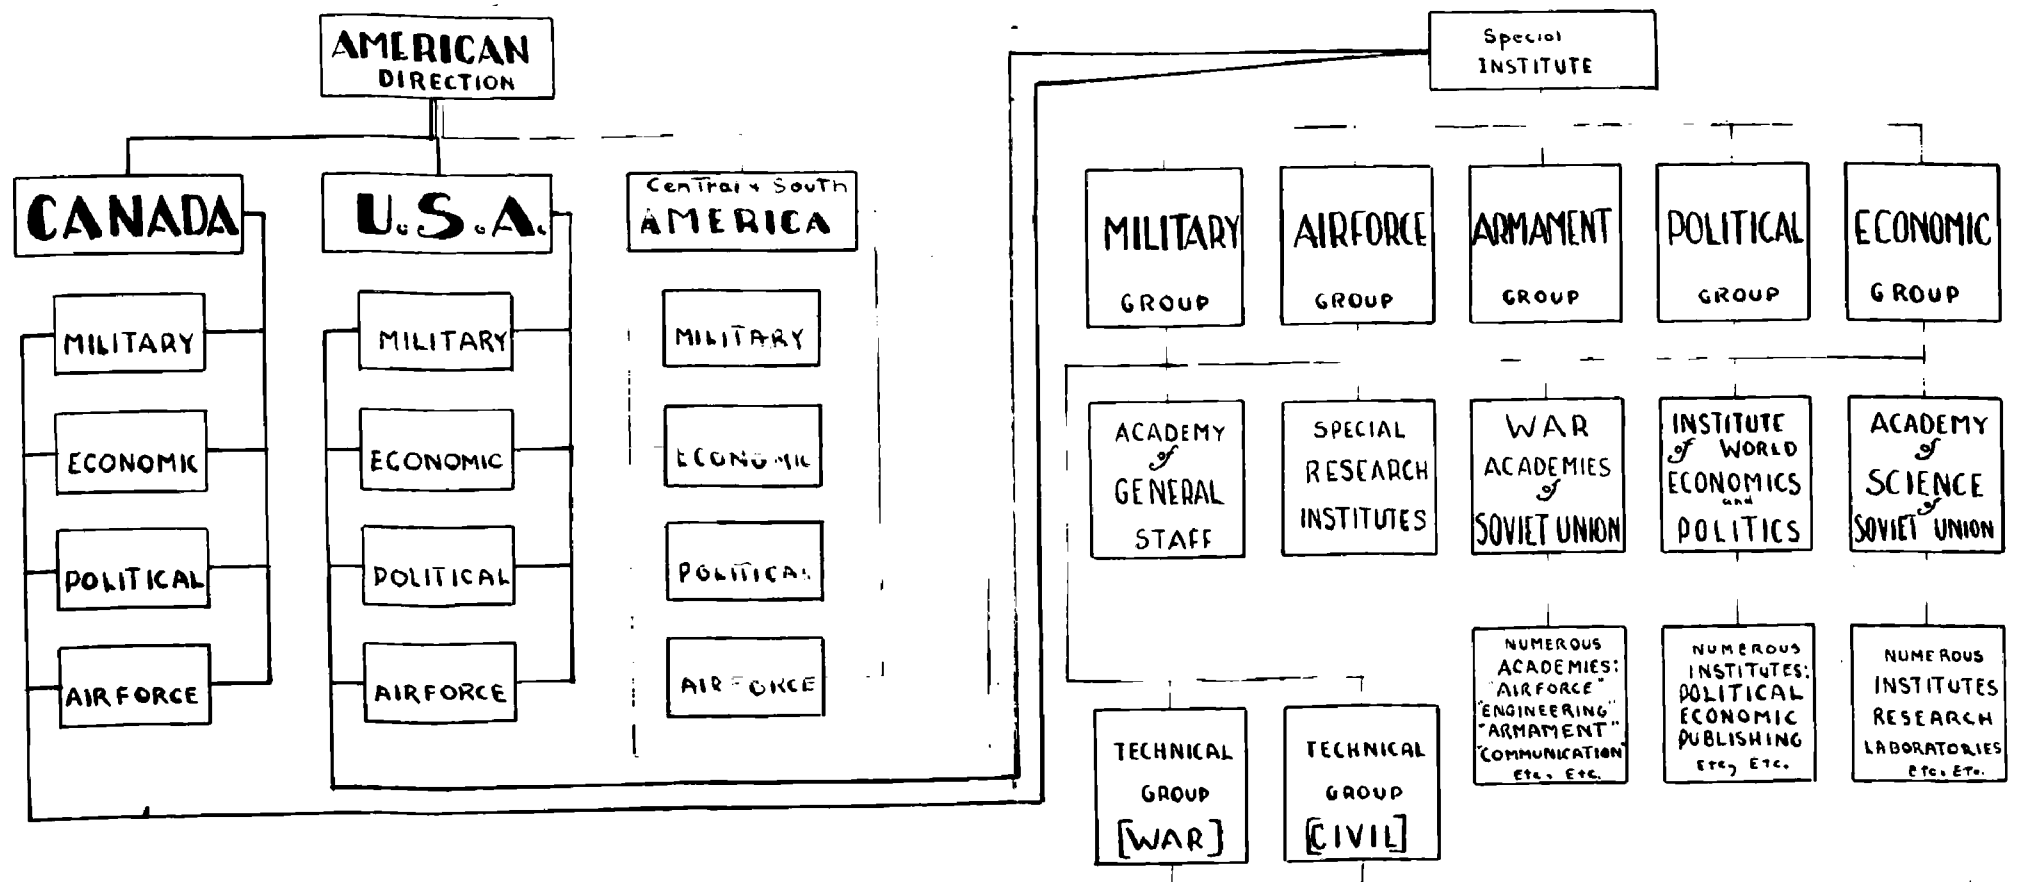 AMERICAN
DIRECTION
CANADA
MILITARY
ECONOMIC
POLITICAL
AIRFORCE
U.S.A.
MILITARY
ECONOMIC
POLITICAL
AIRFORCE
Central + South
AMERICA
MILITARY
ECONOMIC
POLITICAL
AIRFORCE
Special
INSTITUTE
MILITARY
GROUP
AIRFORCE
GROUP
ARMAMENT
GROUP
POLITICAL
GROUP
ECONOMIC
GROUP
ACADEMY
of
GENERAL
STAFF
SPECIAL
RESEARCH
INSTITUTES
WAR
ACADEMIES
of
SOVIET UNION
INSTITUTE
of WORLD
ECONOMICS
and
POLITICS
ACADEMY
of
SCIENCE
of
SOVIET UNION
TECHNICAL
GROUP
[WAR]
TECHNICAL
GROUP
[CIVIL]
NUMEROUS
ACADEMIES:
"AIRFORCE"
"ENGINEERING"
"ARMAMENT"
"COMMUNICATION"
Etc, Etc.
NUMEROUS
INSTITUTES:
POLITICAL
ECONOMIC
PUBLISHING
Etc, Etc.
NUMEROUS
INSTITUTES
RESEARCH
LABORATORIES
Etc. Etc.